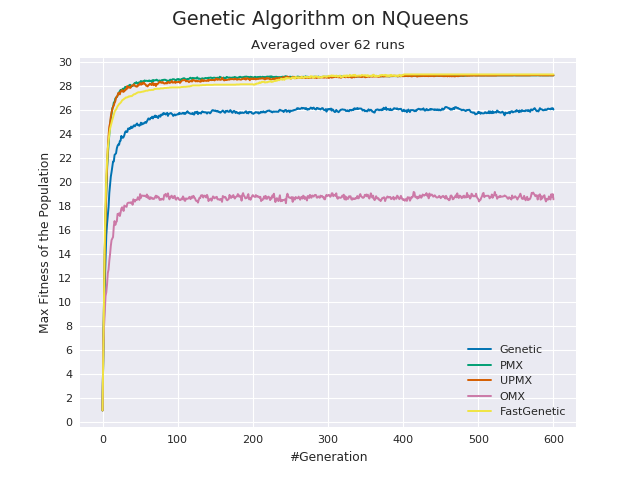 Genetic Algorithm on NQueens
Averaged over 62 runs
Max Fitness of the Population
30
28
26
24
22
20
18
16
14
12
10
8
6
4
2
0
Genetic
PMX
UPMX
OMX
FastGenetic
0 100 200 300 400 500 600
#Generation